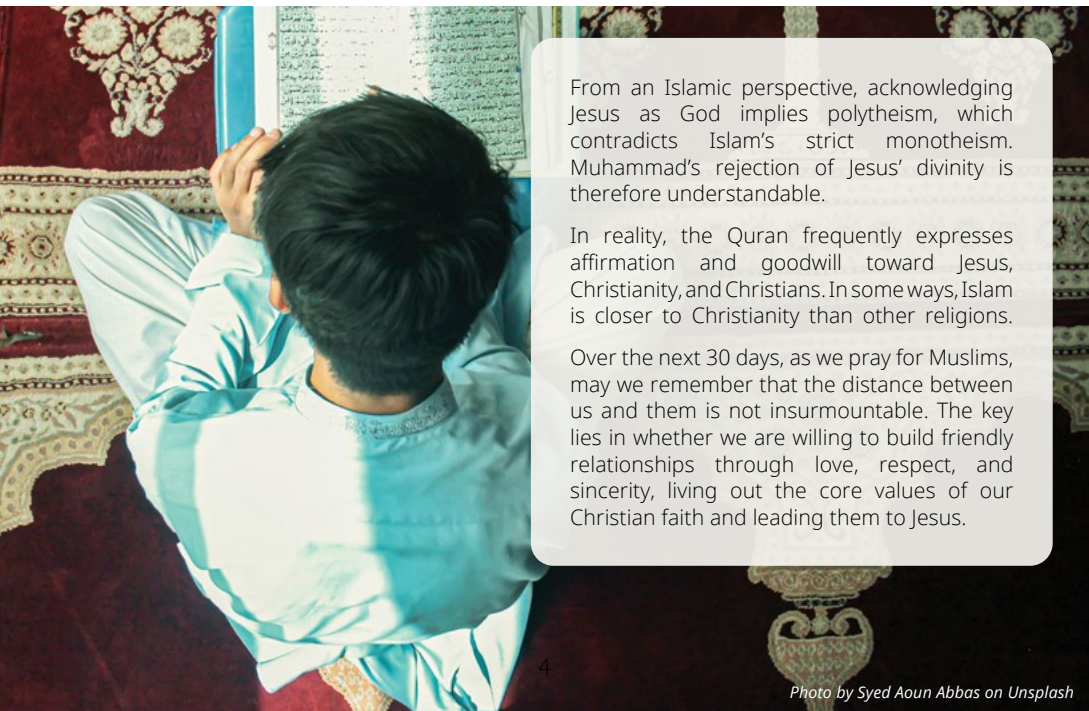 From an Islamic perspective, acknowledging
Jesus as God implies polytheism, which
contradicts Islam’s strict monotheism.
Muhammad’s rejection of Jesus’ divinity is
therefore understandable.
In reality, the Quran frequently expresses
affirmation and goodwill toward Jesus,
Christianity, and Christians. In some ways, Islam
is closer to Christianity than other religions.
Over the next 30 days, as we pray for Muslims,
may we remember that the distance between
us and them is not insurmountable. The key
lies in whether we are willing to build friendly
relationships through love, respect, and
sincerity, living out the core values of our
Christian faith and leading them to Jesus.
4
Photo by Syed Aoun Abbas on Unsplash